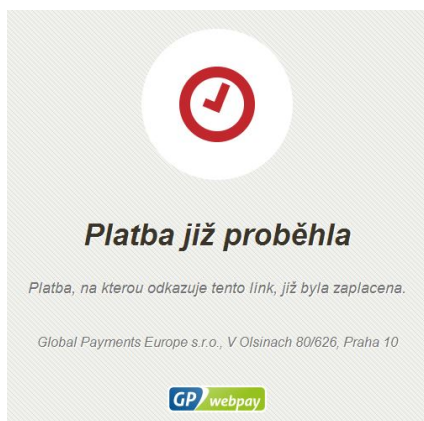 Platba již proběhla
Platba, na kterou odkazuje tento link, již byla zaplacena.
Global Payments Europe s.r.o., V Olsinach 80/626, Praha 10
GP webpay